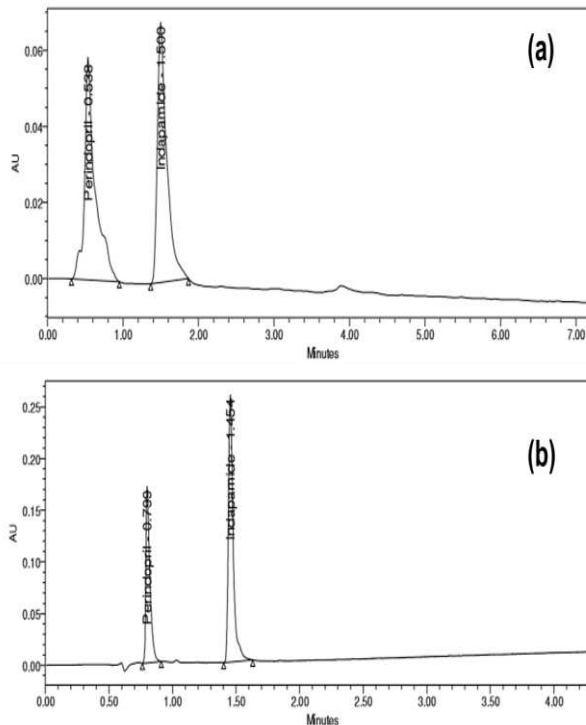 (a)
AU
0.06
0.04
0.02
0.00
Perindopril - 0.538
Indapamide - 1.500
0.00 1.00 2.00 3.00 4.00 5.00 6.00 7.00
Minutes
(b)
AU
0.25
0.20
0.15
0.10
0.05
0.00
Perindopril - 0.799
Indapamide 1.454
0.00 0.50 1.00 1.50 2.00 2.50 3.00 3.50 4.00
Minutes